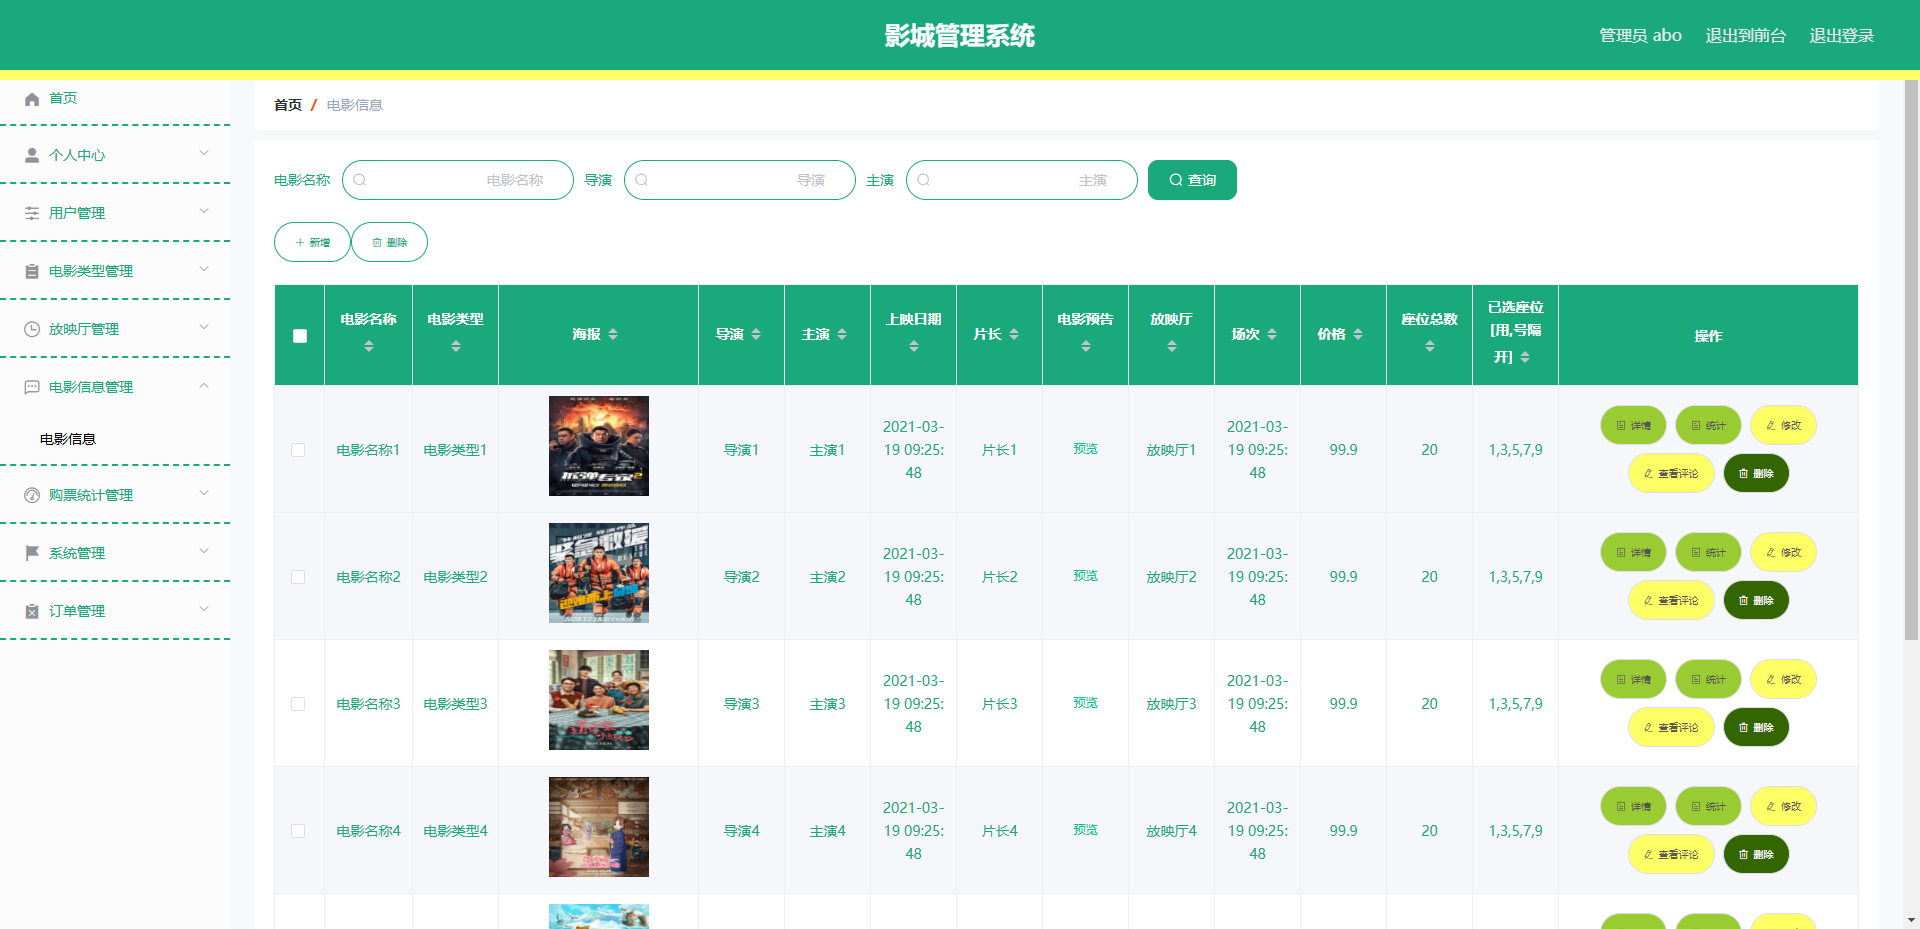 影城管理系统
管理员 abo 退出到前台 退出登录
首页
个人中心
用户管理
电影类型管理
放映厅管理
电影信息管理
电影信息
购票统计管理
系统管理
订单管理
首页 / 电影信息
电影名称 电影名称 导演 导演 主演 主演 查询
新增 删除
电影名称 电影类型 海报 导演 主演 上映日期 片长 电影预告 放映厅 场次 价格 座位总数 已选座位
[用,号隔
开] 操作
电影名称1 电影类型1 导演1 主演1 2021-03-
19 09:25:
48 片长1 预览 放映厅1 2021-03-
19 09:25:
48 99.9 20 1,3,5,7,9 详情 统计 修改
查看评论 删除
拆弹专家2
电影名称2 电影类型2 导演2 主演2 2021-03-
19 09:25:
48 片长2 预览 放映厅2 2021-03-
19 09:25:
48 99.9 20 1,3,5,7,9 详情 统计 修改
查看评论 删除
紧急救援
电影名称3 电影类型3 导演3 主演3 2021-03-
19 09:25:
48 片长3 预览 放映厅3 2021-03-
19 09:25:
48 99.9 20 1,3,5,7,9 详情 统计 修改
查看评论 删除
电影名称4 电影类型4 导演4 主演4 2021-03-
19 09:25:
48 片长4 预览 放映厅4 2021-03-
19 09:25:
48 99.9 20 1,3,5,7,9 详情 统计 修改
查看评论 删除